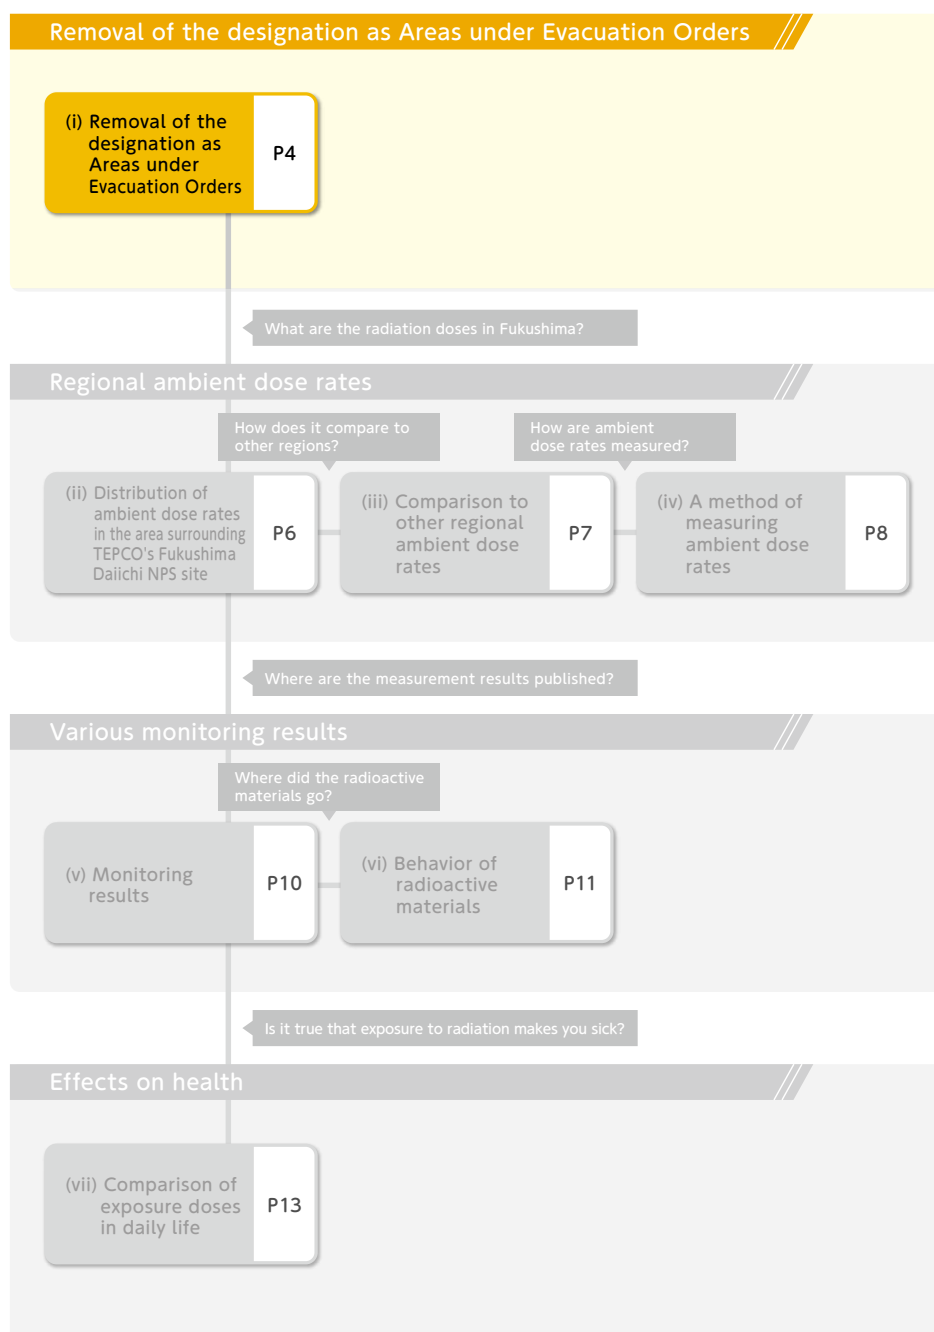 Removal of the designation as Areas under Evacuation Orders
(i) Removal of the
designation as
Areas under
Evacuation Orders
P4
What are the radiation doses in Fukushima?
Regional ambient dose rates
How does it compare to
other regions?
How are ambient
dose rates measured?
(ii) Distribution of
ambient dose rates
in the area surrounding
TEPCO's Fukushima
Daiichi NPS site
P6
(iii) Comparison to
other regional
ambient dose
rates
P7
(iv) A method of
measuring
ambient dose
rates
P8
Where are the measurement results published?
Various monitoring results
Where did the radioactive
materials go?
(v) Monitoring
results
P10
(vi) Behavior of
radioactive
materials
P11
Is it true that exposure to radiation makes you sick?
Effects on health
(vii) Comparison of
exposure doses
in daily life
P13